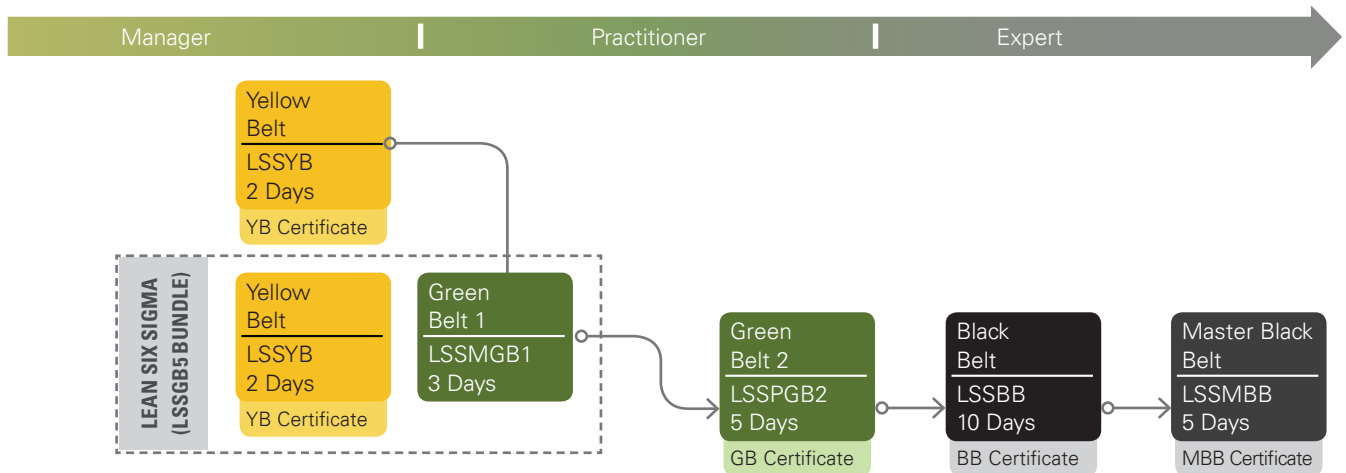 Manager
Practitioner
Expert
Yellow
Belt
LSSYB
2 Days
YB Certificate
LEAN SIX SIGMA
(LSSGB5 BUNDLE)
Yellow
Belt
LSSYB
2 Days
YB Certificate
Green
Belt 1
LSSMGB1
3 Days
Green
Belt 2
LSSPGB2
5 Days
GB Certificate
Black
Belt
LSSBB
10 Days
BB Certificate
Master Black
Belt
LSSMBB
5 Days
MBB Certificate